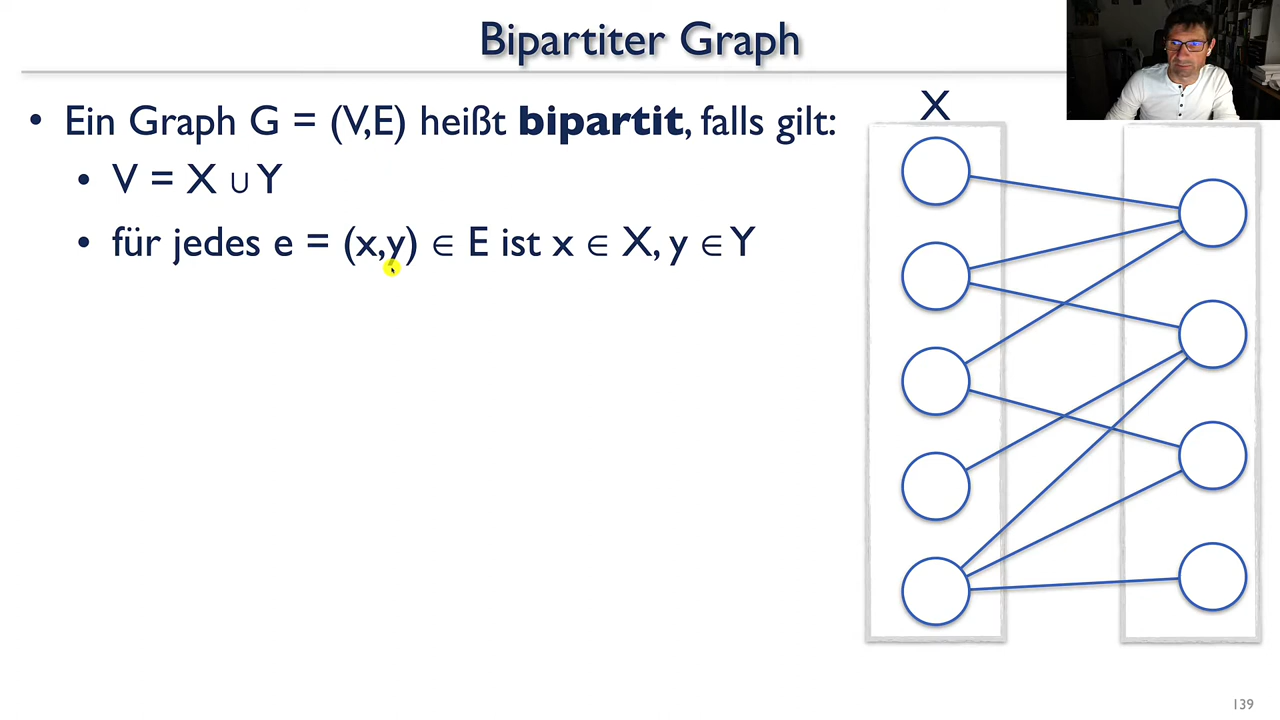 Bipartiter Graph
• Ein Graph G = (V,E) heißt bipartit, falls gilt:
• V = X ∪ Y
• für jedes e = (x,y) ∈ E ist x ∈ X, y ∈ Y
X
139